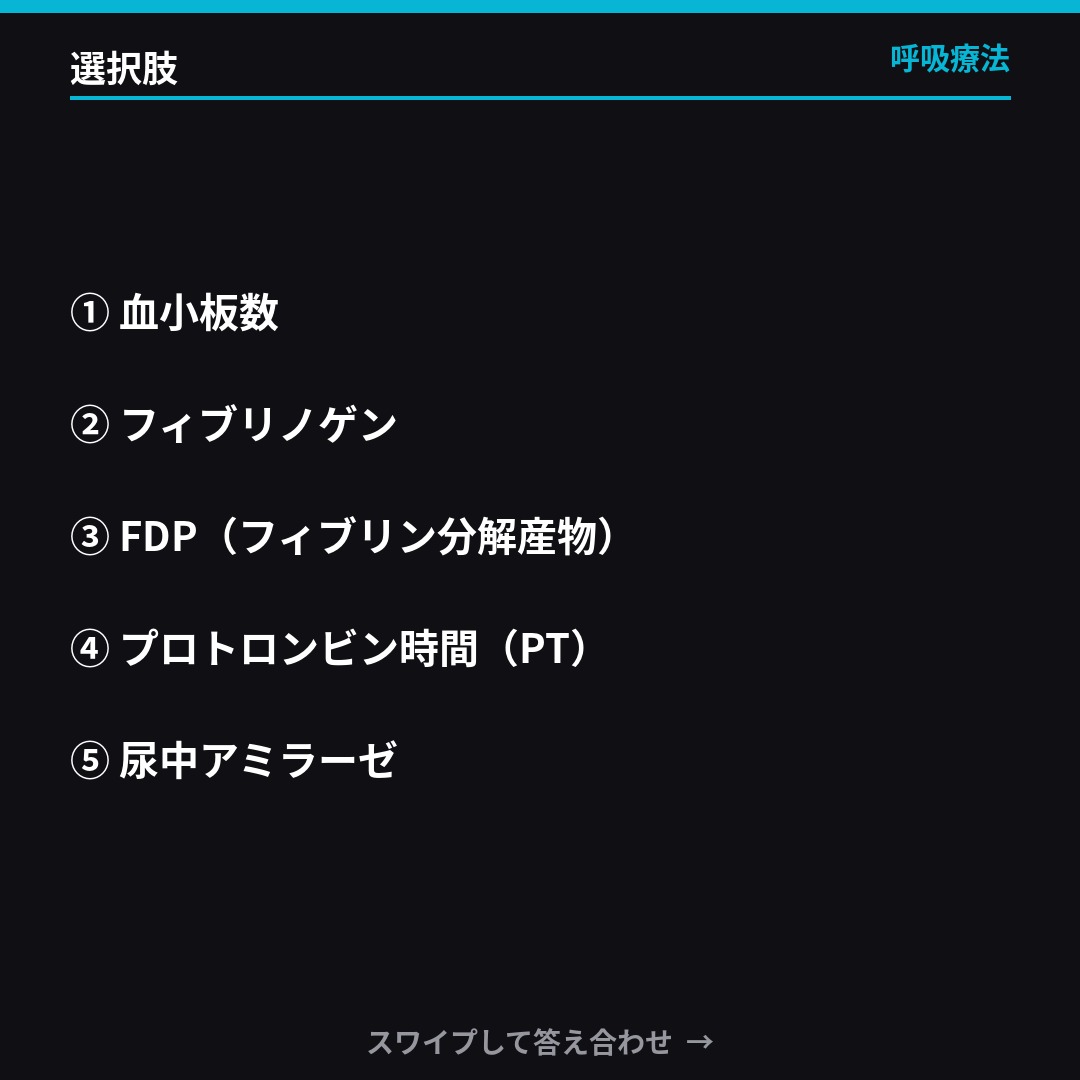 選択肢
呼吸療法
① 血小板数
② フィブリノゲン
③ FDP（フィブリン分解産物）
④ プロトロンビン時間（PT）
⑤ 尿中アミラーゼ
スワイプして答え合わせ →